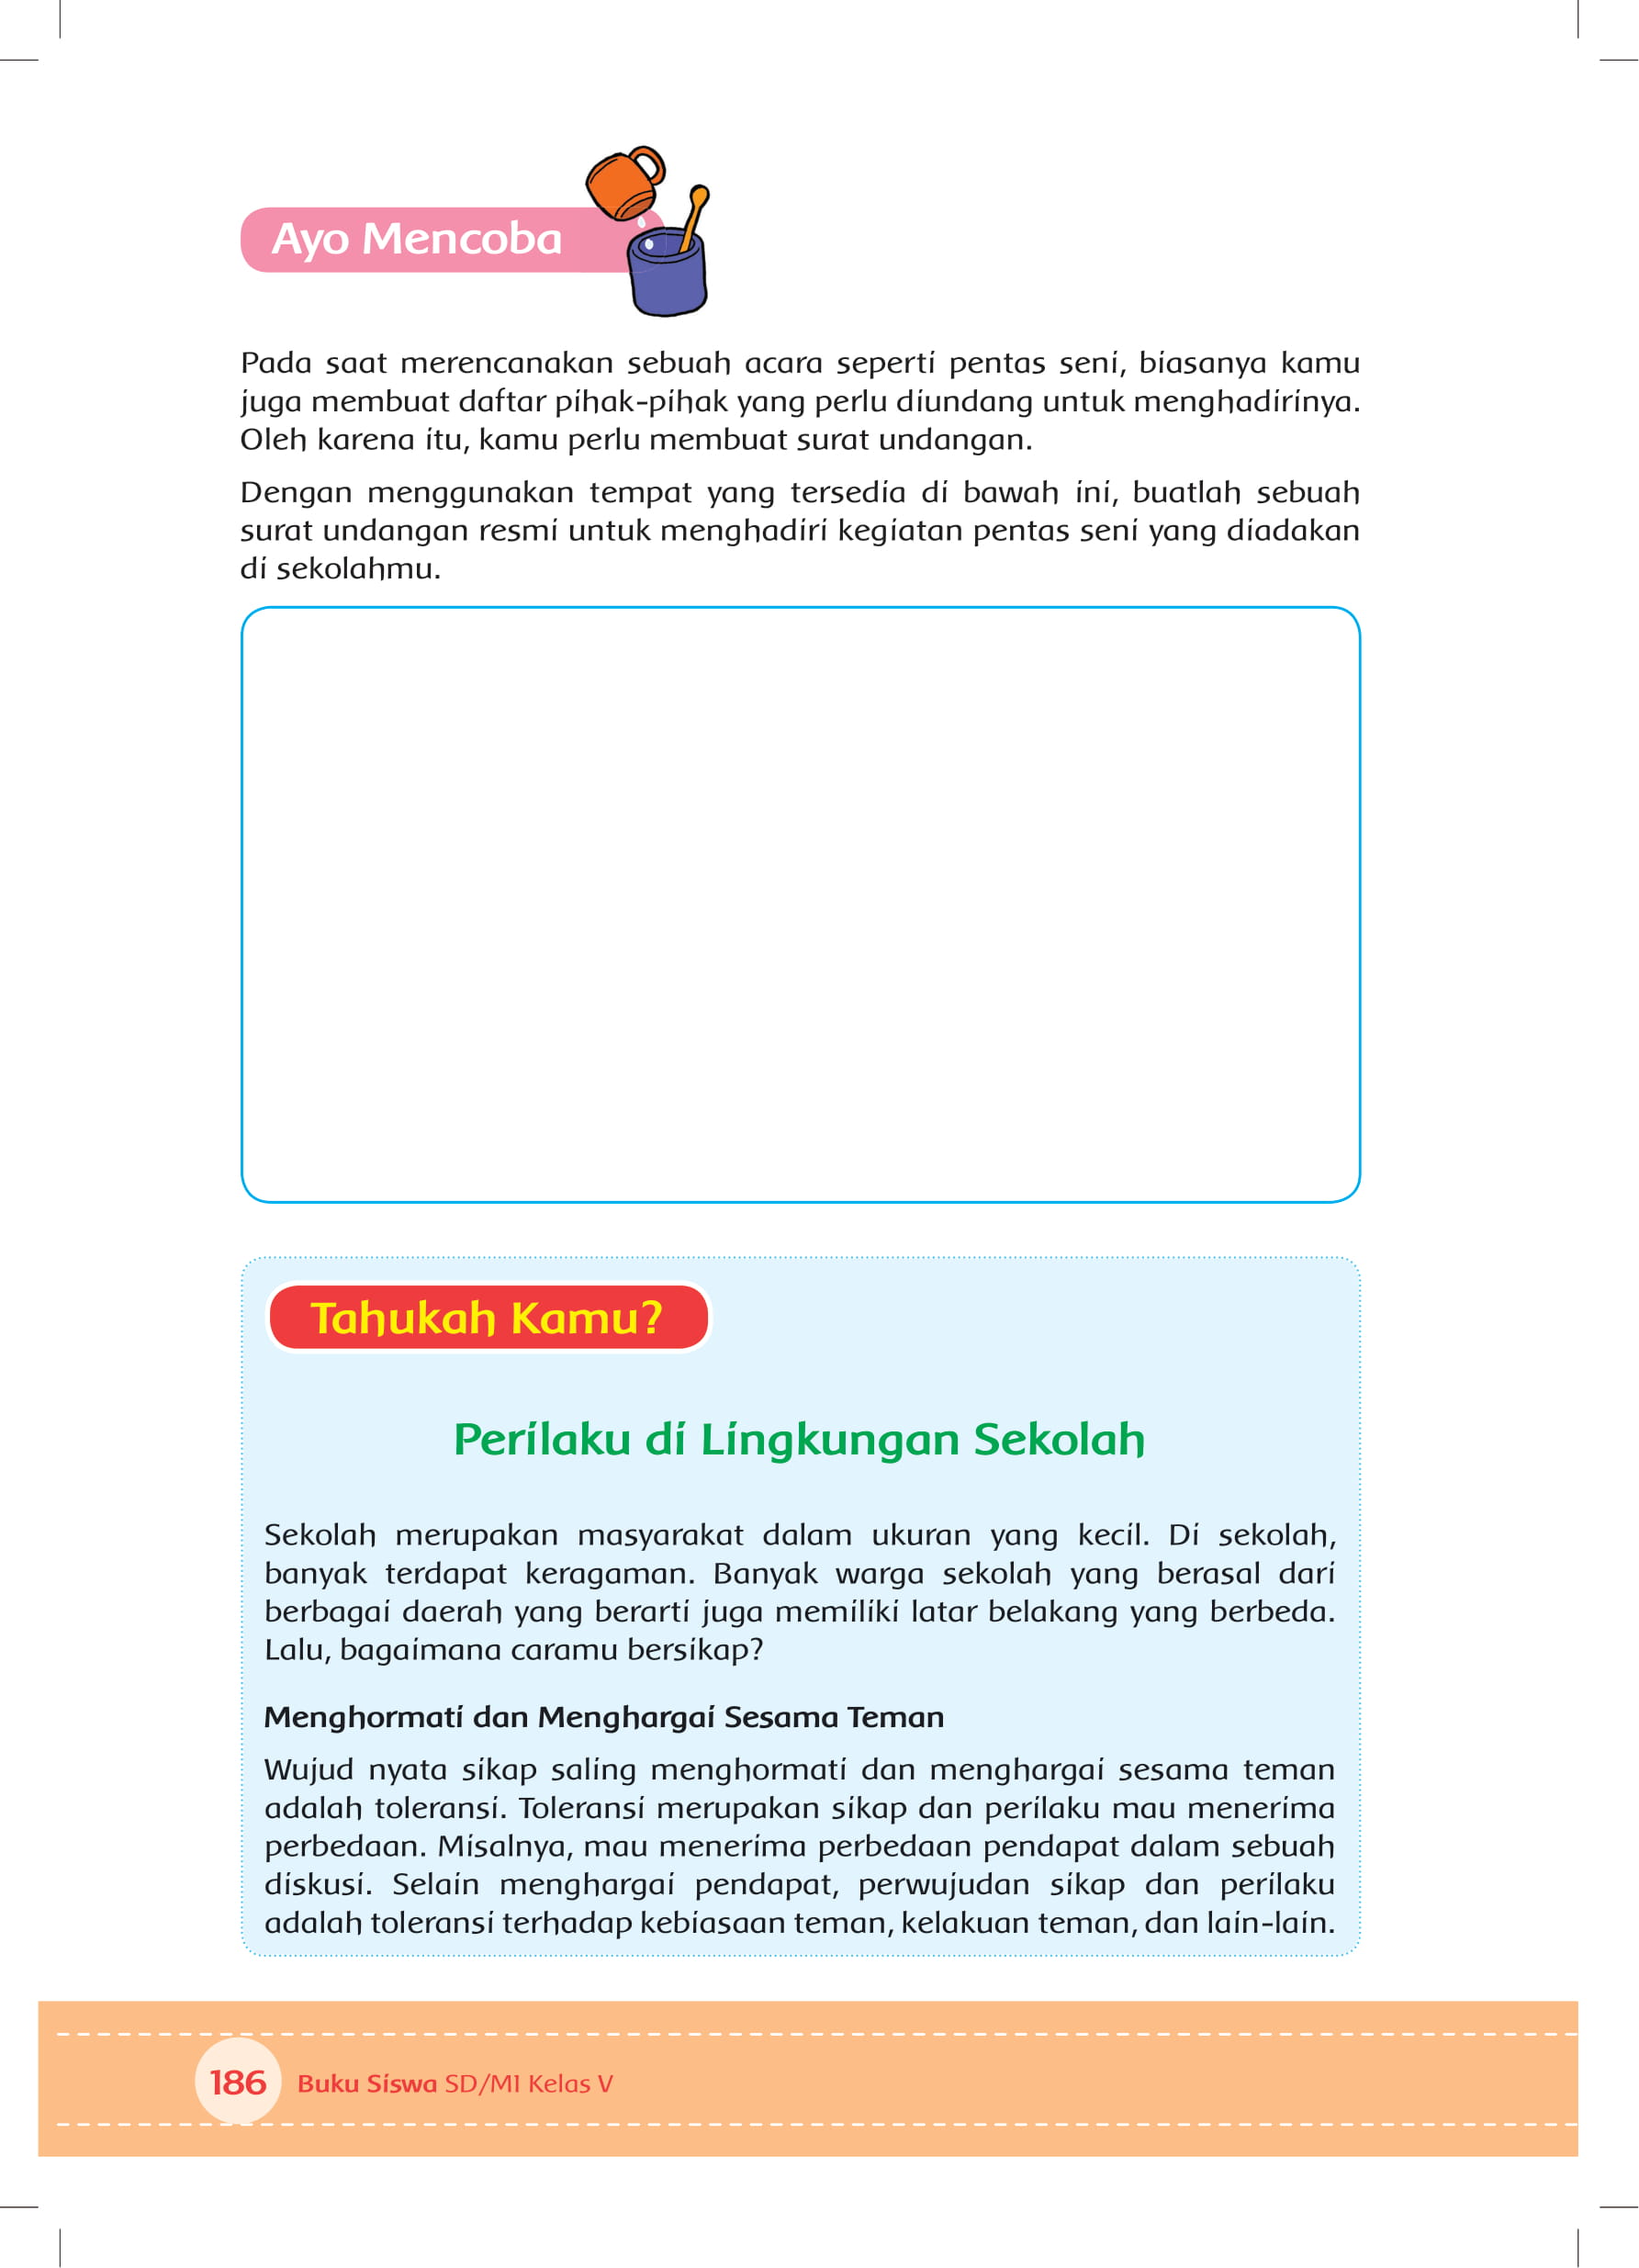 Ayo Mencoba
Pada saat merencanakan sebuah acara seperti pentas seni, biasanya kamu
juga membuat daftar pihak-pihak yang perlu diundang untuk menghadirinya.
Oleh karena itu, kamu perlu membuat surat undangan.
Dengan menggunakan tempat yang tersedia di bawah ini, buatlah sebuah
surat undangan resmi untuk menghadiri kegiatan pentas seni yang diadakan
di sekolahmu.
Tahukah Kamu?
Perilaku di Lingkungan Sekolah
Sekolah merupakan masyarakat dalam ukuran yang kecil. Di sekolah,
banyak terdapat keragaman. Banyak warga sekolah yang berasal dari
berbagai daerah yang berarti juga memiliki latar belakang yang berbeda.
Lalu, bagaimana caramu bersikap?
Menghormati dan Menghargai Sesama Teman
Wujud nyata sikap saling menghormati dan menghargai sesama teman
adalah toleransi. Toleransi merupakan sikap dan perilaku mau menerima
perbedaan. Misalnya, mau menerima perbedaan pendapat dalam sebuah
diskusi. Selain menghargai pendapat, perwujudan sikap dan perilaku
adalah toleransi terhadap kebiasaan teman, kelakuan teman, dan lain-lain.
186 Buku Siswa SD/MI Kelas V